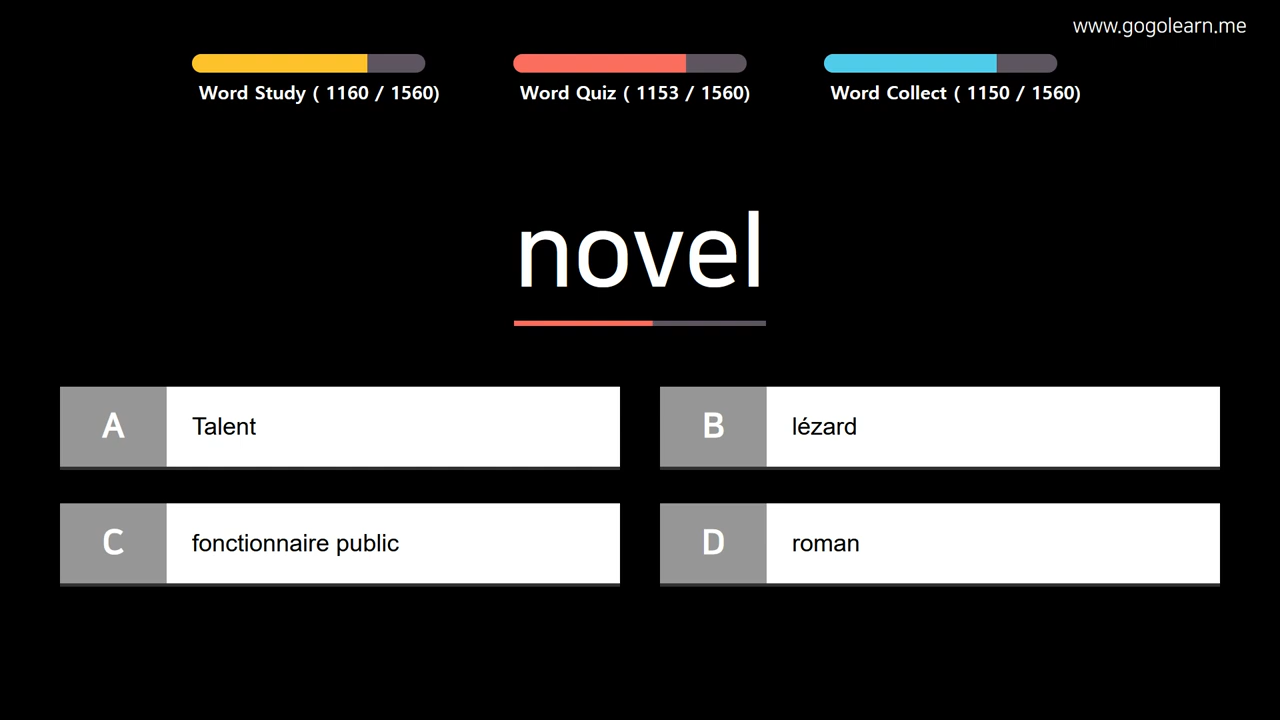 www.gogolearn.me
Word Study ( 1160 / 1560)
Word Quiz ( 1153 / 1560)
Word Collect ( 1150 / 1560)
novel
A Talent
B lézard
C fonctionnaire public
D roman